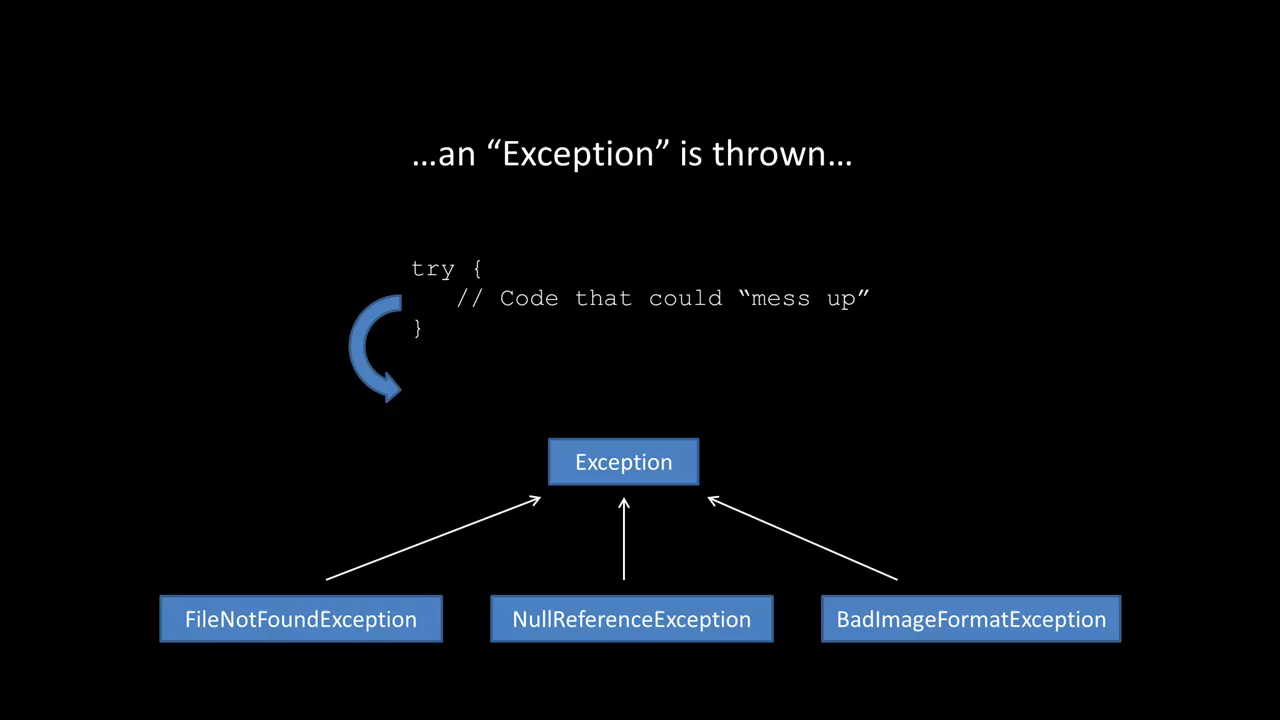 …an “Exception” is thrown…
try {
// Code that could “mess up”
}
Exception
FileNotFoundException
NullReferenceException
BadImageFormatException